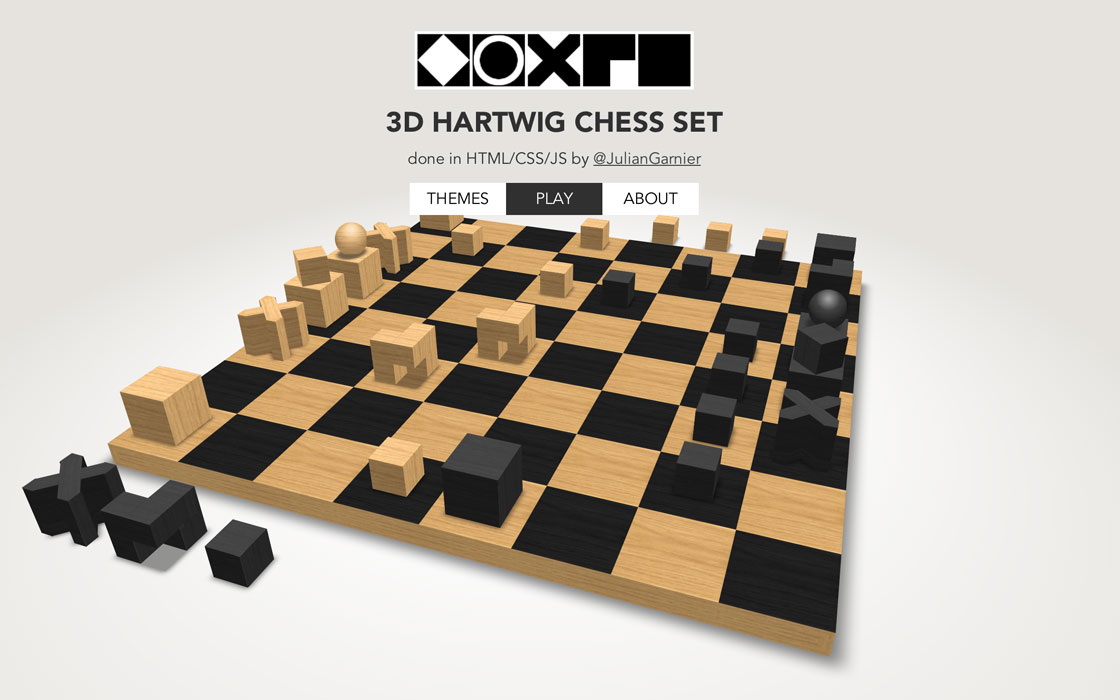 3D HARTWIG CHESS SET
done in HTML/CSS/JS by @JulianGarnier
THEMES PLAY ABOUT